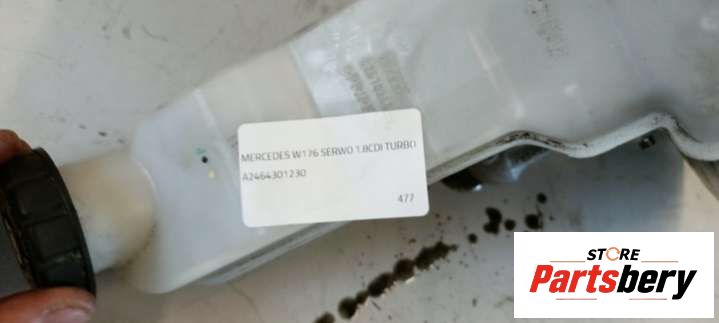 MERCEDES W176 SERWO 1.8CDI TURBO
A2464301230
477
STORE
Partsbery